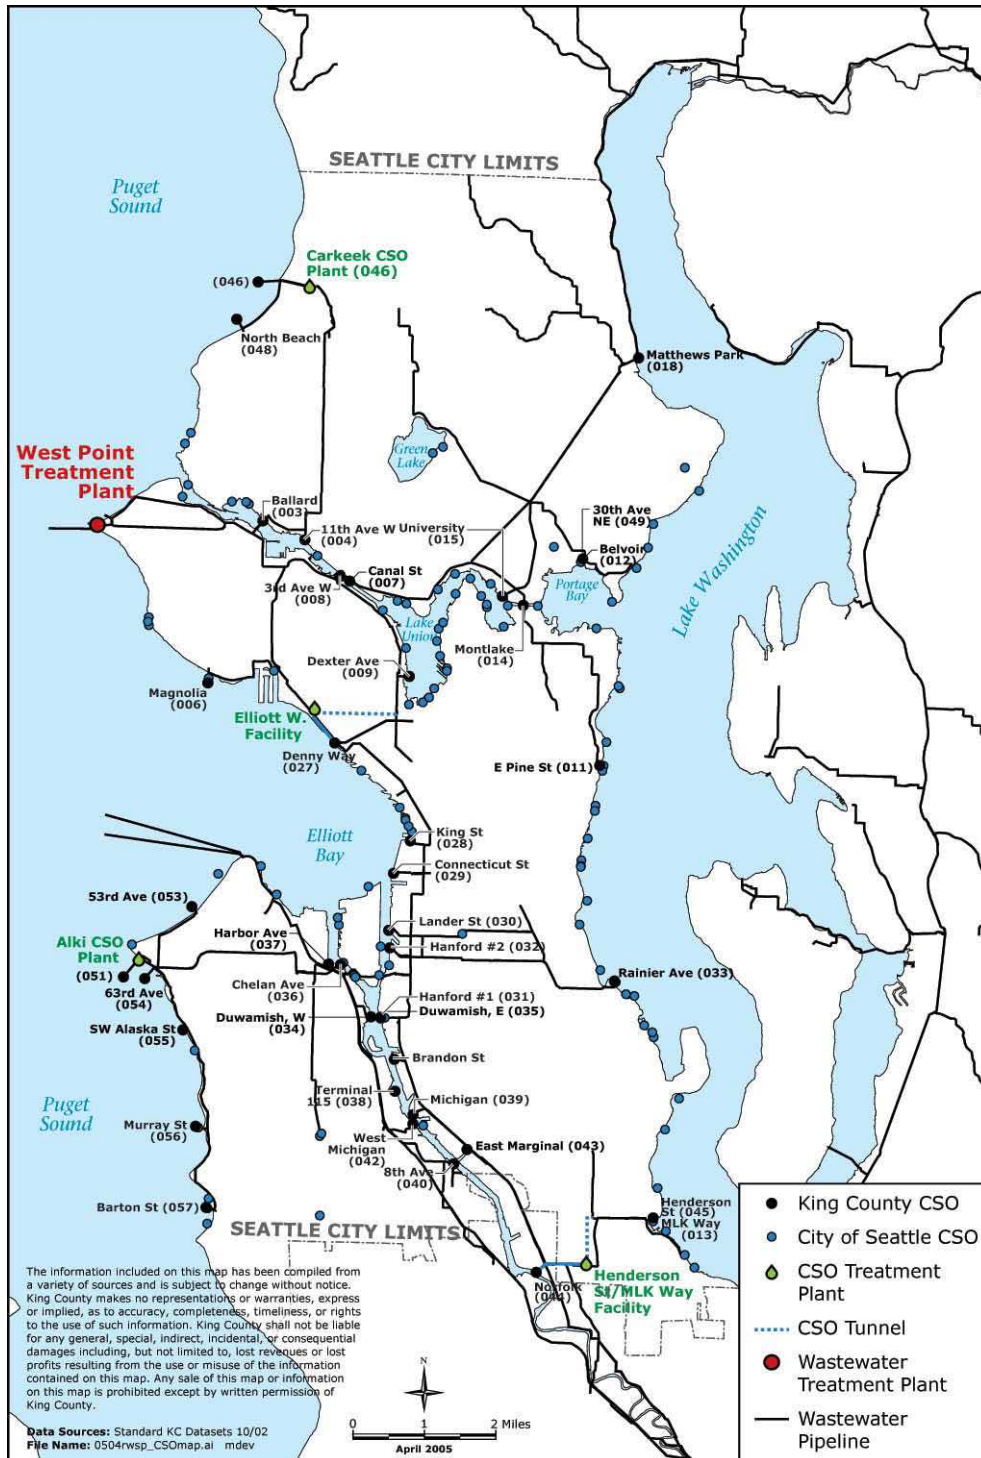 SEATTLE CITY LIMITS
Puget
Sound
Carkeek CSO
Plant (046)
(046)
North Beach
(048)
Matthews Park
(018)
Green
Lake
West Point
Treatment
Plant
Ballard
(003)
11th Ave W
(004)
University
(015)
30th Ave
NE (049)
Belvoir
(012)
Canal St
(007)
3rd Ave W
(008)
Portage
Bay
Lake Washington
Lake
Union
Montlake
(014)
Dexter Ave
(009)
Magnolia
(006)
Elliott W.
Facility
Denny Way
(027)
E Pine St (011)
Elliott
Bay
King St
(028)
Connecticut St
(029)
53rd Ave (053)
Lander St (030)
Harbor Ave
(037)
Hanford #2 (032)
Alki CSO
Plant
(051)
63rd Ave
(054)
Chelan Ave
(036)
Rainier Ave (033)
Hanford #1 (031)
Duwamish, W
(034)
Duwamish, E (035)
SW Alaska St
(055)
Brandon St
Terminal
115 (038)
Michigan (039)
Puget
Sound
Murray St
(056)
West
Michigan
(042)
East Marginal (043)
8th Ave
(040)
Barton St (057)
Henderson
St (045)
MLK Way
(013)
SEATTLE CITY LIMITS
Norfolk
(044)
Henderson
St/MLK Way
Facility
King County CSO
City of Seattle CSO
CSO Treatment
Plant
CSO Tunnel
Wastewater
Treatment Plant
Wastewater
Pipeline
The information included on this map has been compiled from
a variety of sources and is subject to change without notice.
King County makes no representations or warranties, express
or implied, as to accuracy, completeness, timeliness, or rights
to the use of such information. King County shall not be liable
for any general, special, indirect, incidental, or consequential
damages including, but not limited to, lost revenues or lost
profits resulting from the use or misuse of the information
contained on this map. Any sale of this map or information
on this map is prohibited except by written permission of
King County.
Data Sources: Standard KC Datasets 10/02
File Name: 0504rwsp_CSOmap.ai mdev
N
0 1 2 Miles
April 2005